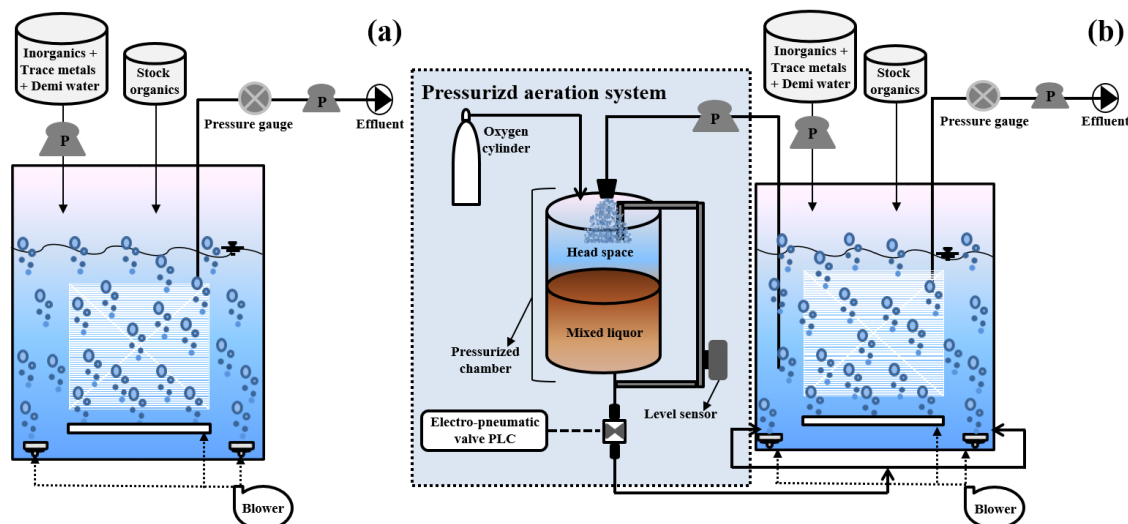 (a)
Inorganics +
Trace metals
+ Demi water
Stock
organics
P
P
Pressure gauge
Effluent
Blower
(b)
Pressurizd aeration system
Oxygen
cylinder
P
Head space
Mixed liquor
Pressurized
chamber
Level sensor
Electro-pneumatic
valve PLC
Inorganics +
Trace metals
+ Demi water
Stock
organics
P
P
Pressure gauge
Effluent
Blower